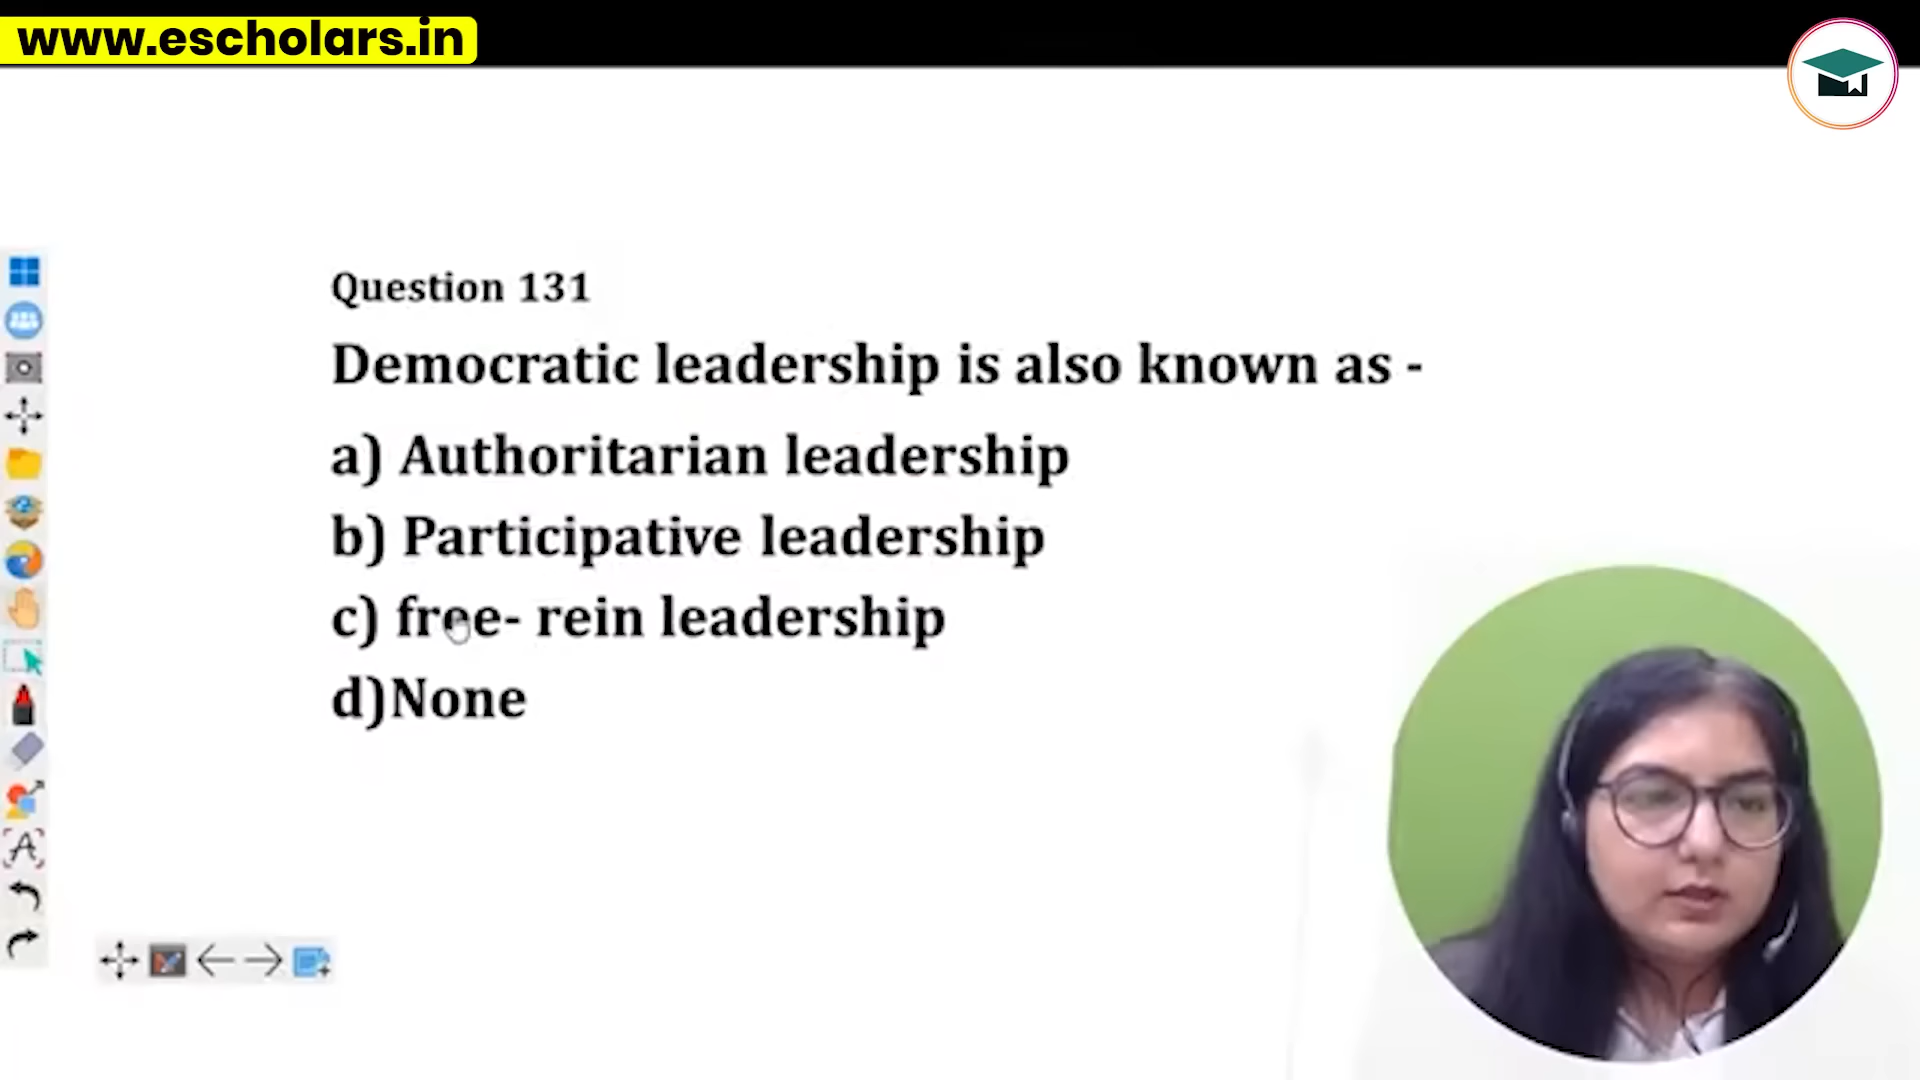 www.escholars.in
Question 131
Democratic leadership is also known as -
a) Authoritarian leadership
b) Participative leadership
c) free- rein leadership
d)None